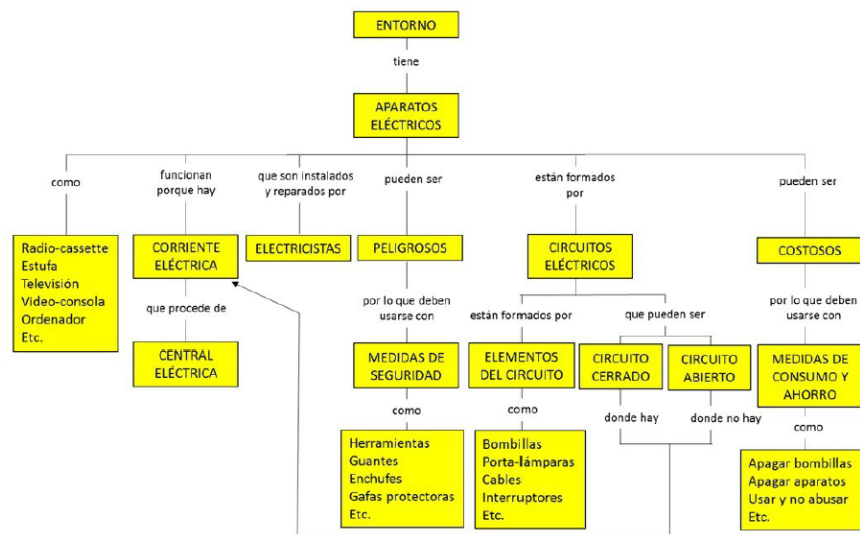 ENTORNO
tiene
APARATOS
ELÉCTRICOS
como
funcionan
porque hay
que son instalados
y reparados por
pueden ser
están formados
por
pueden ser
Radio-cassette
Estufa
Televisión
Video-consola
Ordenador
Etc.
CORRIENTE
ELÉCTRICA
ELECTRICISTAS
PELIGROSOS
CIRCUITOS
ELÉCTRICOS
COSTOSOS
que procede de
por lo que deben
usarse con
están formados por
que pueden ser
por lo que deben
usarse con
CENTRAL
ELÉCTRICA
MEDIDAS DE
SEGURIDAD
ELEMENTOS
DEL CIRCUITO
CIRCUITO
CERRADO
CIRCUITO
ABIERTO
MEDIDAS DE
CONSUMO Y
AHORRO
como
como
donde hay
donde no hay
como
Herramientas
Guantes
Enchufes
Gafas protectoras
Etc.
Bombillas
Porta-lámparas
Cables
Interruptores
Etc.
Apagar bombillas
Apagar aparatos
Usar y no abusar
Etc.